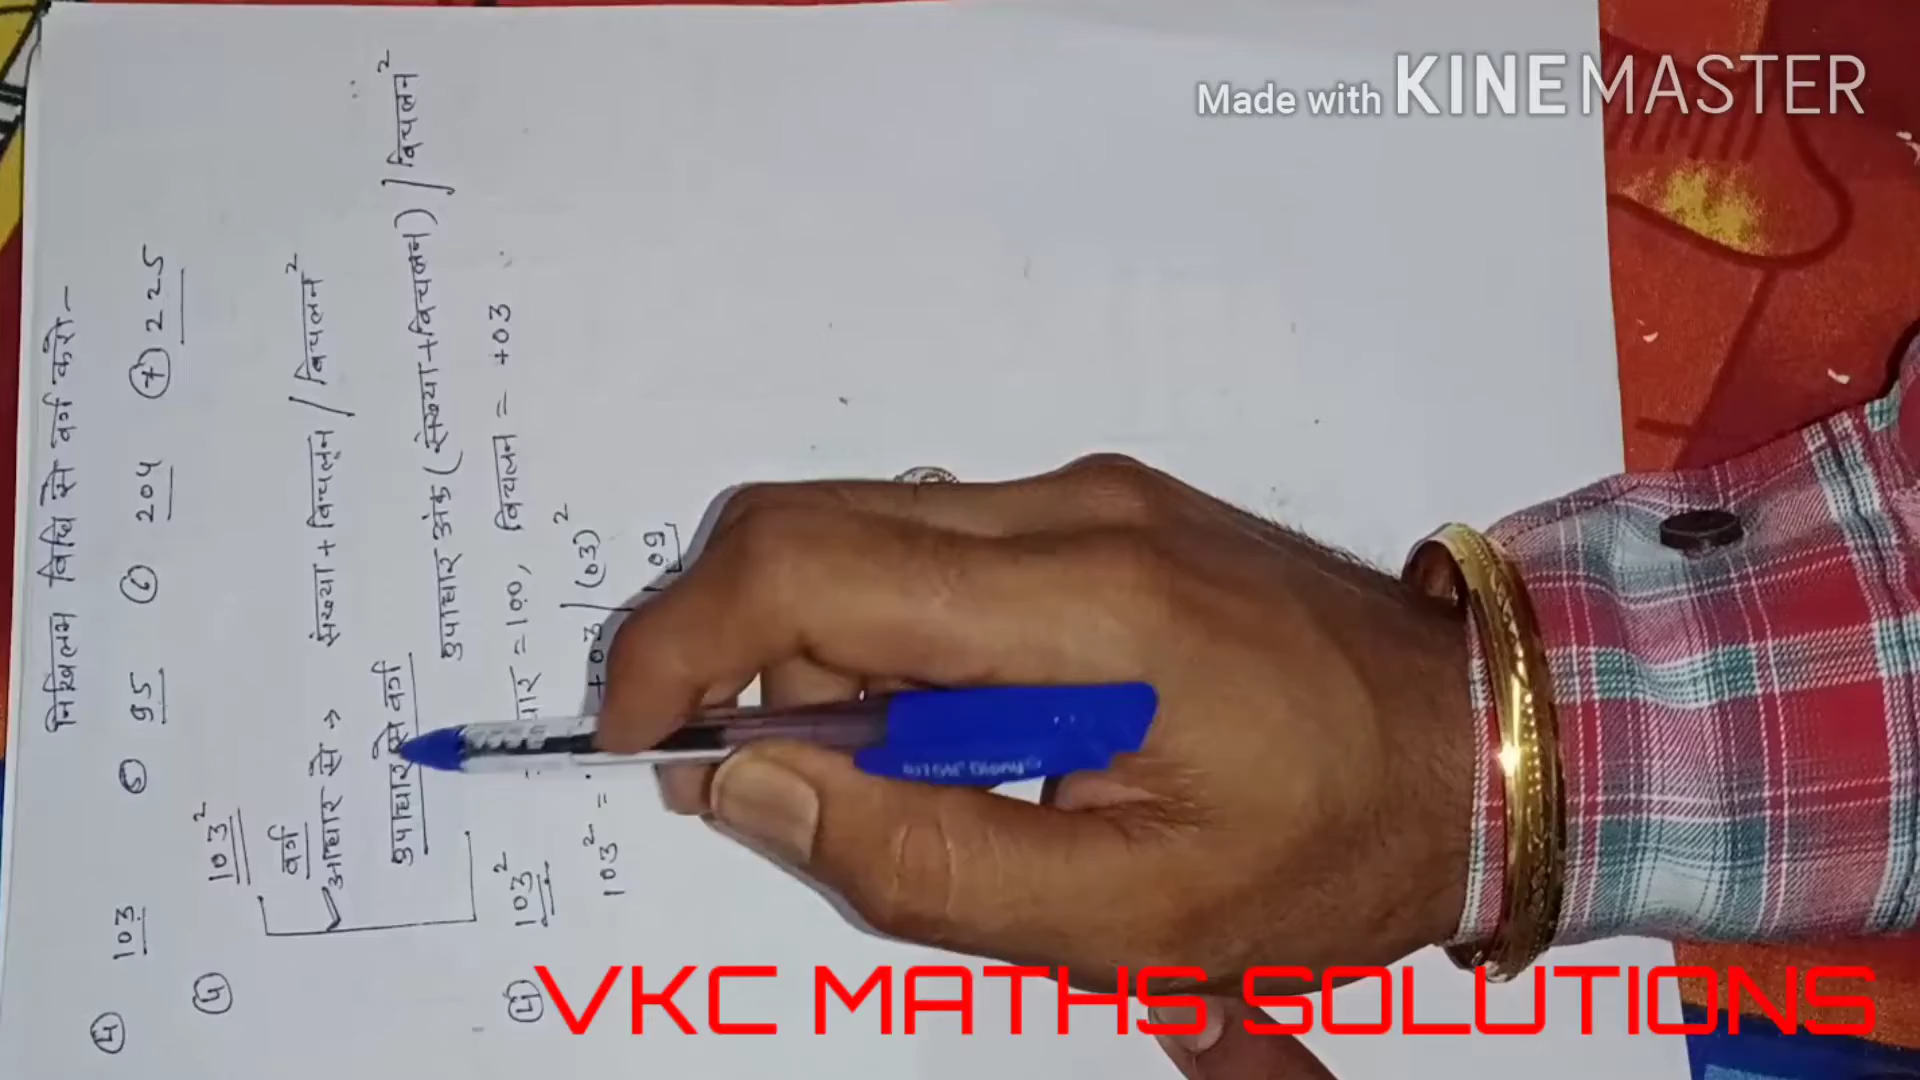 निखिलम विधि से वर्ग करो-
④ 103 ⑤ 95 ⑥ 204 ⑦ 225
④ 103²
वर्ग
आधार से → संख्या + विचलन / विचलन²
उपाधार से वर्ग
उपाधार अंक (संख्या+विचलन) / विचलन²
④ 103² = 100, विचलन = +03
103² = +03 / (03)²
/ 09
Made with KINEMASTER
VKC MATHS SOLUTIONS